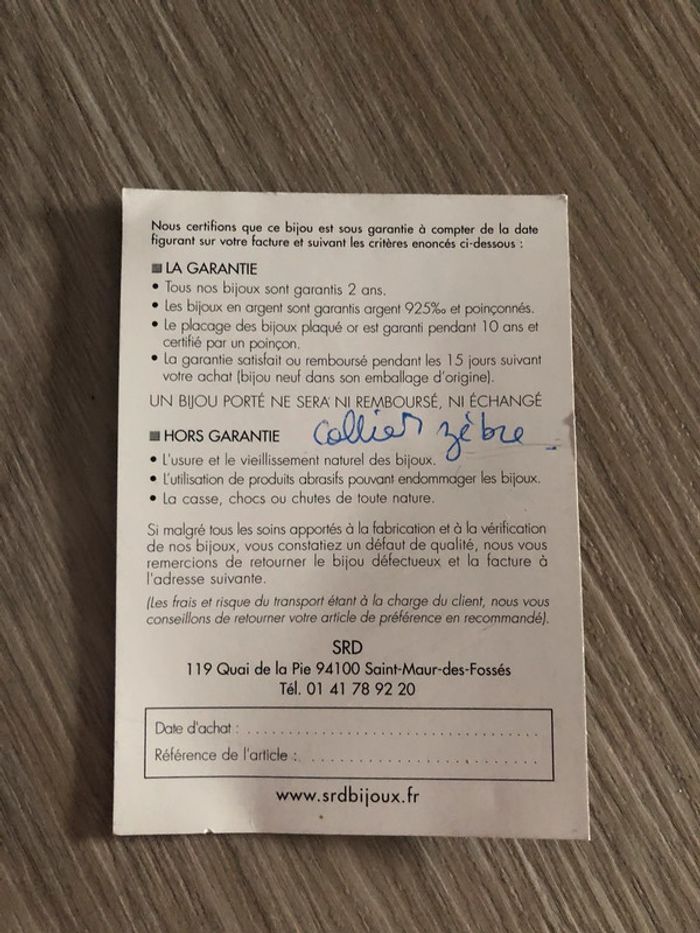 Nous certifions que ce bijou est sous garantie à compter de la date
figurant sur votre facture et suivant les critères enoncés ci-dessous :
LA GARANTIE
• Tous nos bijoux sont garantis 2 ans.
• Les bijoux en argent sont garantis argent 925‰ et poinçonnés.
• Le placage des bijoux plaqué or est garanti pendant 10 ans et
certifié par un poinçon.
• La garantie satisfait ou remboursé pendant les 15 jours suivant
votre achat (bijou neuf dans son emballage d'origine).
UN BIJOU PORTÉ NE SERA NI REMBOURSÉ, NI ÉCHANGÉ
HORS GARANTIE collier zèbre
• L'usure et le vieillissement naturel des bijoux.
• L'utilisation de produits abrasifs pouvant endommager les bijoux.
• La casse, chocs ou chutes de toute nature.
Si malgré tous les soins apportés à la fabrication et à la vérification
de nos bijoux, vous constatiez un défaut de qualité, nous vous
remercions de retourner le bijou défectueux et la facture à
l'adresse suivante.
(Les frais et risque du transport étant à la charge du client, nous vous
conseillons de retourner votre article de préférence en recommandé).
SRD
119 Quai de la Pie 94100 Saint-Maur-des-Fossés
Tél. 01 41 78 92 20
Date d'achat :
Référence de l'article :
www.srdbijoux.fr